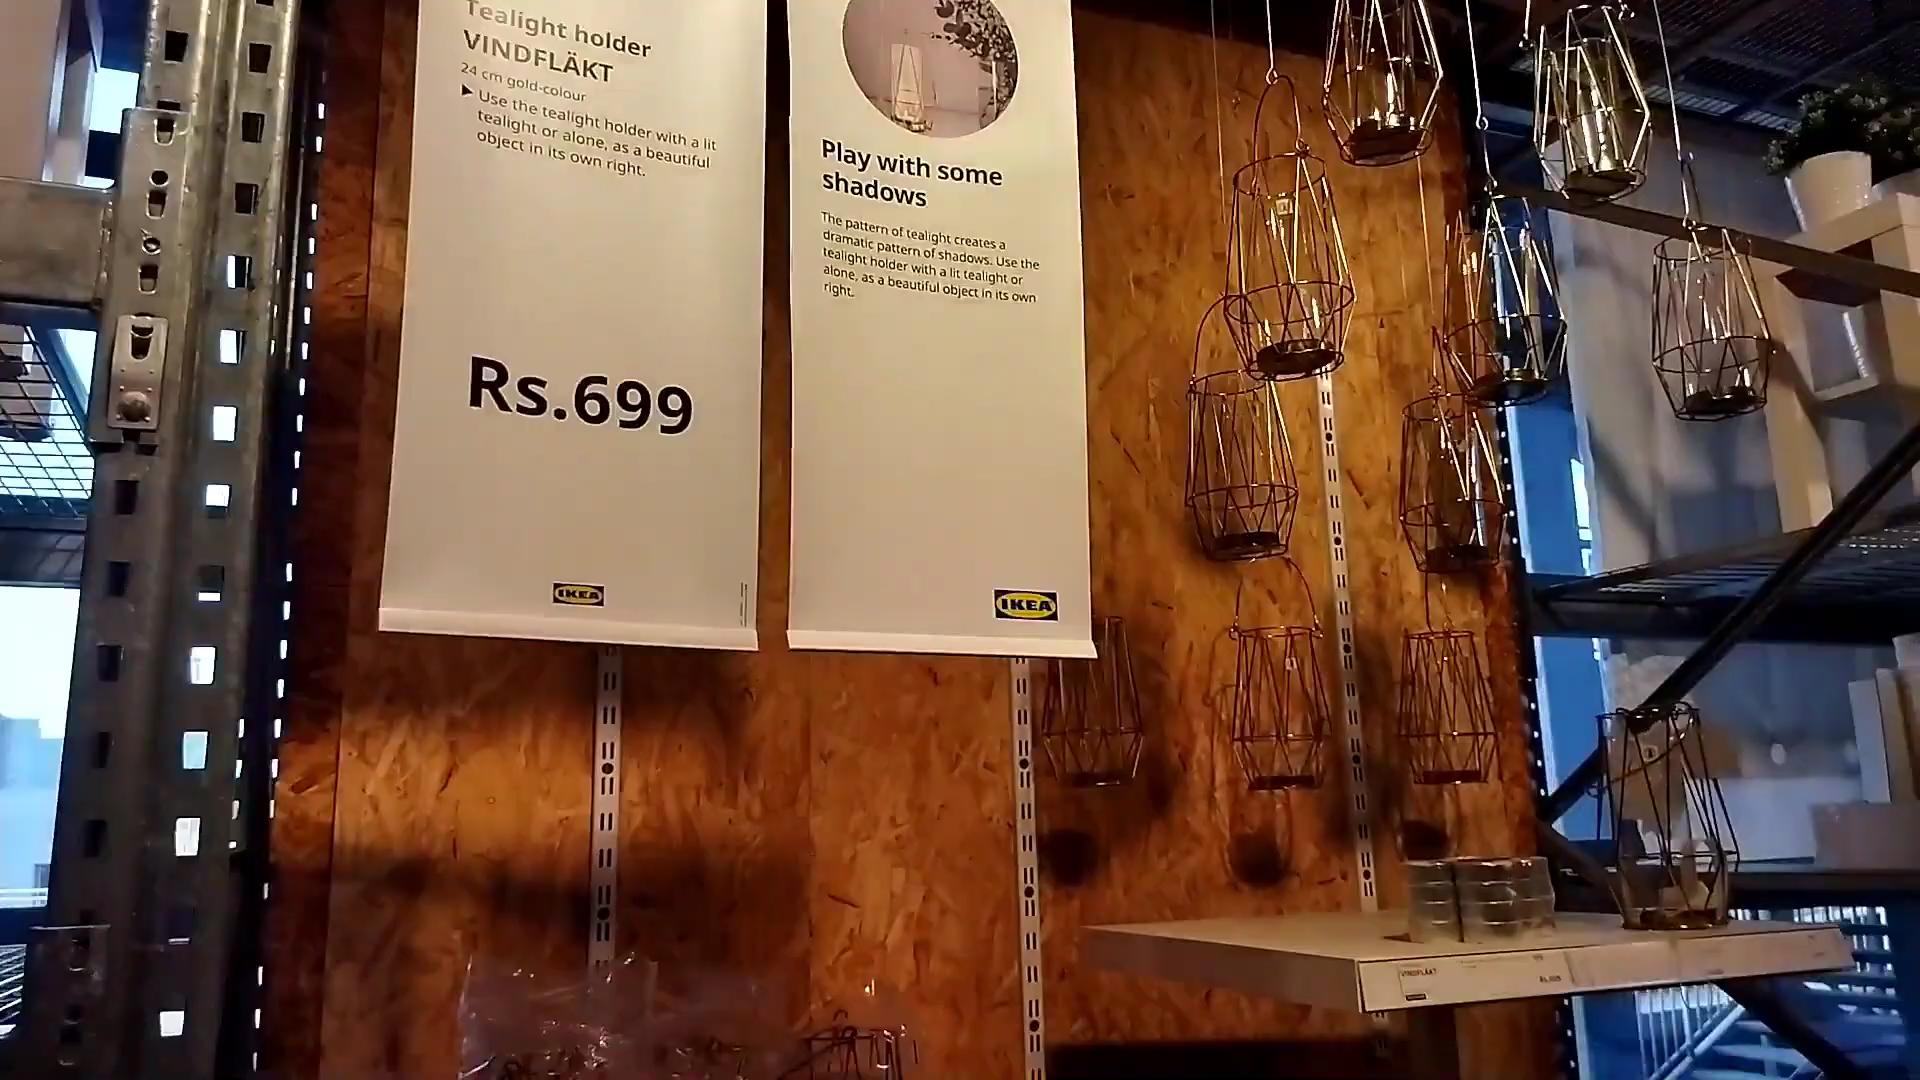 Tealight holder
VINDFLÄKT
24 cm gold-colour
▶ Use the tealight holder with a lit
tealight or alone, as a beautiful
object in its own right.
Rs.699
IKEA
Play with some
shadows
The pattern of tealight creates a
dramatic pattern of shadows. Use the
tealight holder with a lit tealight or
alone, as a beautiful object in its own
right.
IKEA
VINDFLÄKT